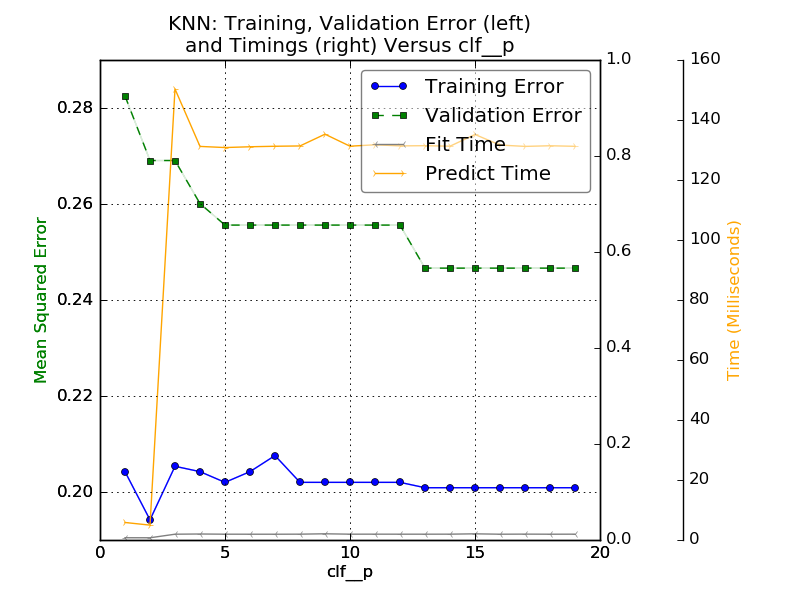 KNN: Training, Validation Error (left)
and Timings (right) Versus clf__p
Training Error
Validation Error
Fit Time
Predict Time
Mean Squared Error
0.28
0.26
0.24
0.22
0.20
0
5
10
15
20
clf__p
1.0
0.8
0.6
0.4
0.2
0.0
160
140
120
100
80
60
40
20
0
Time (Milliseconds)